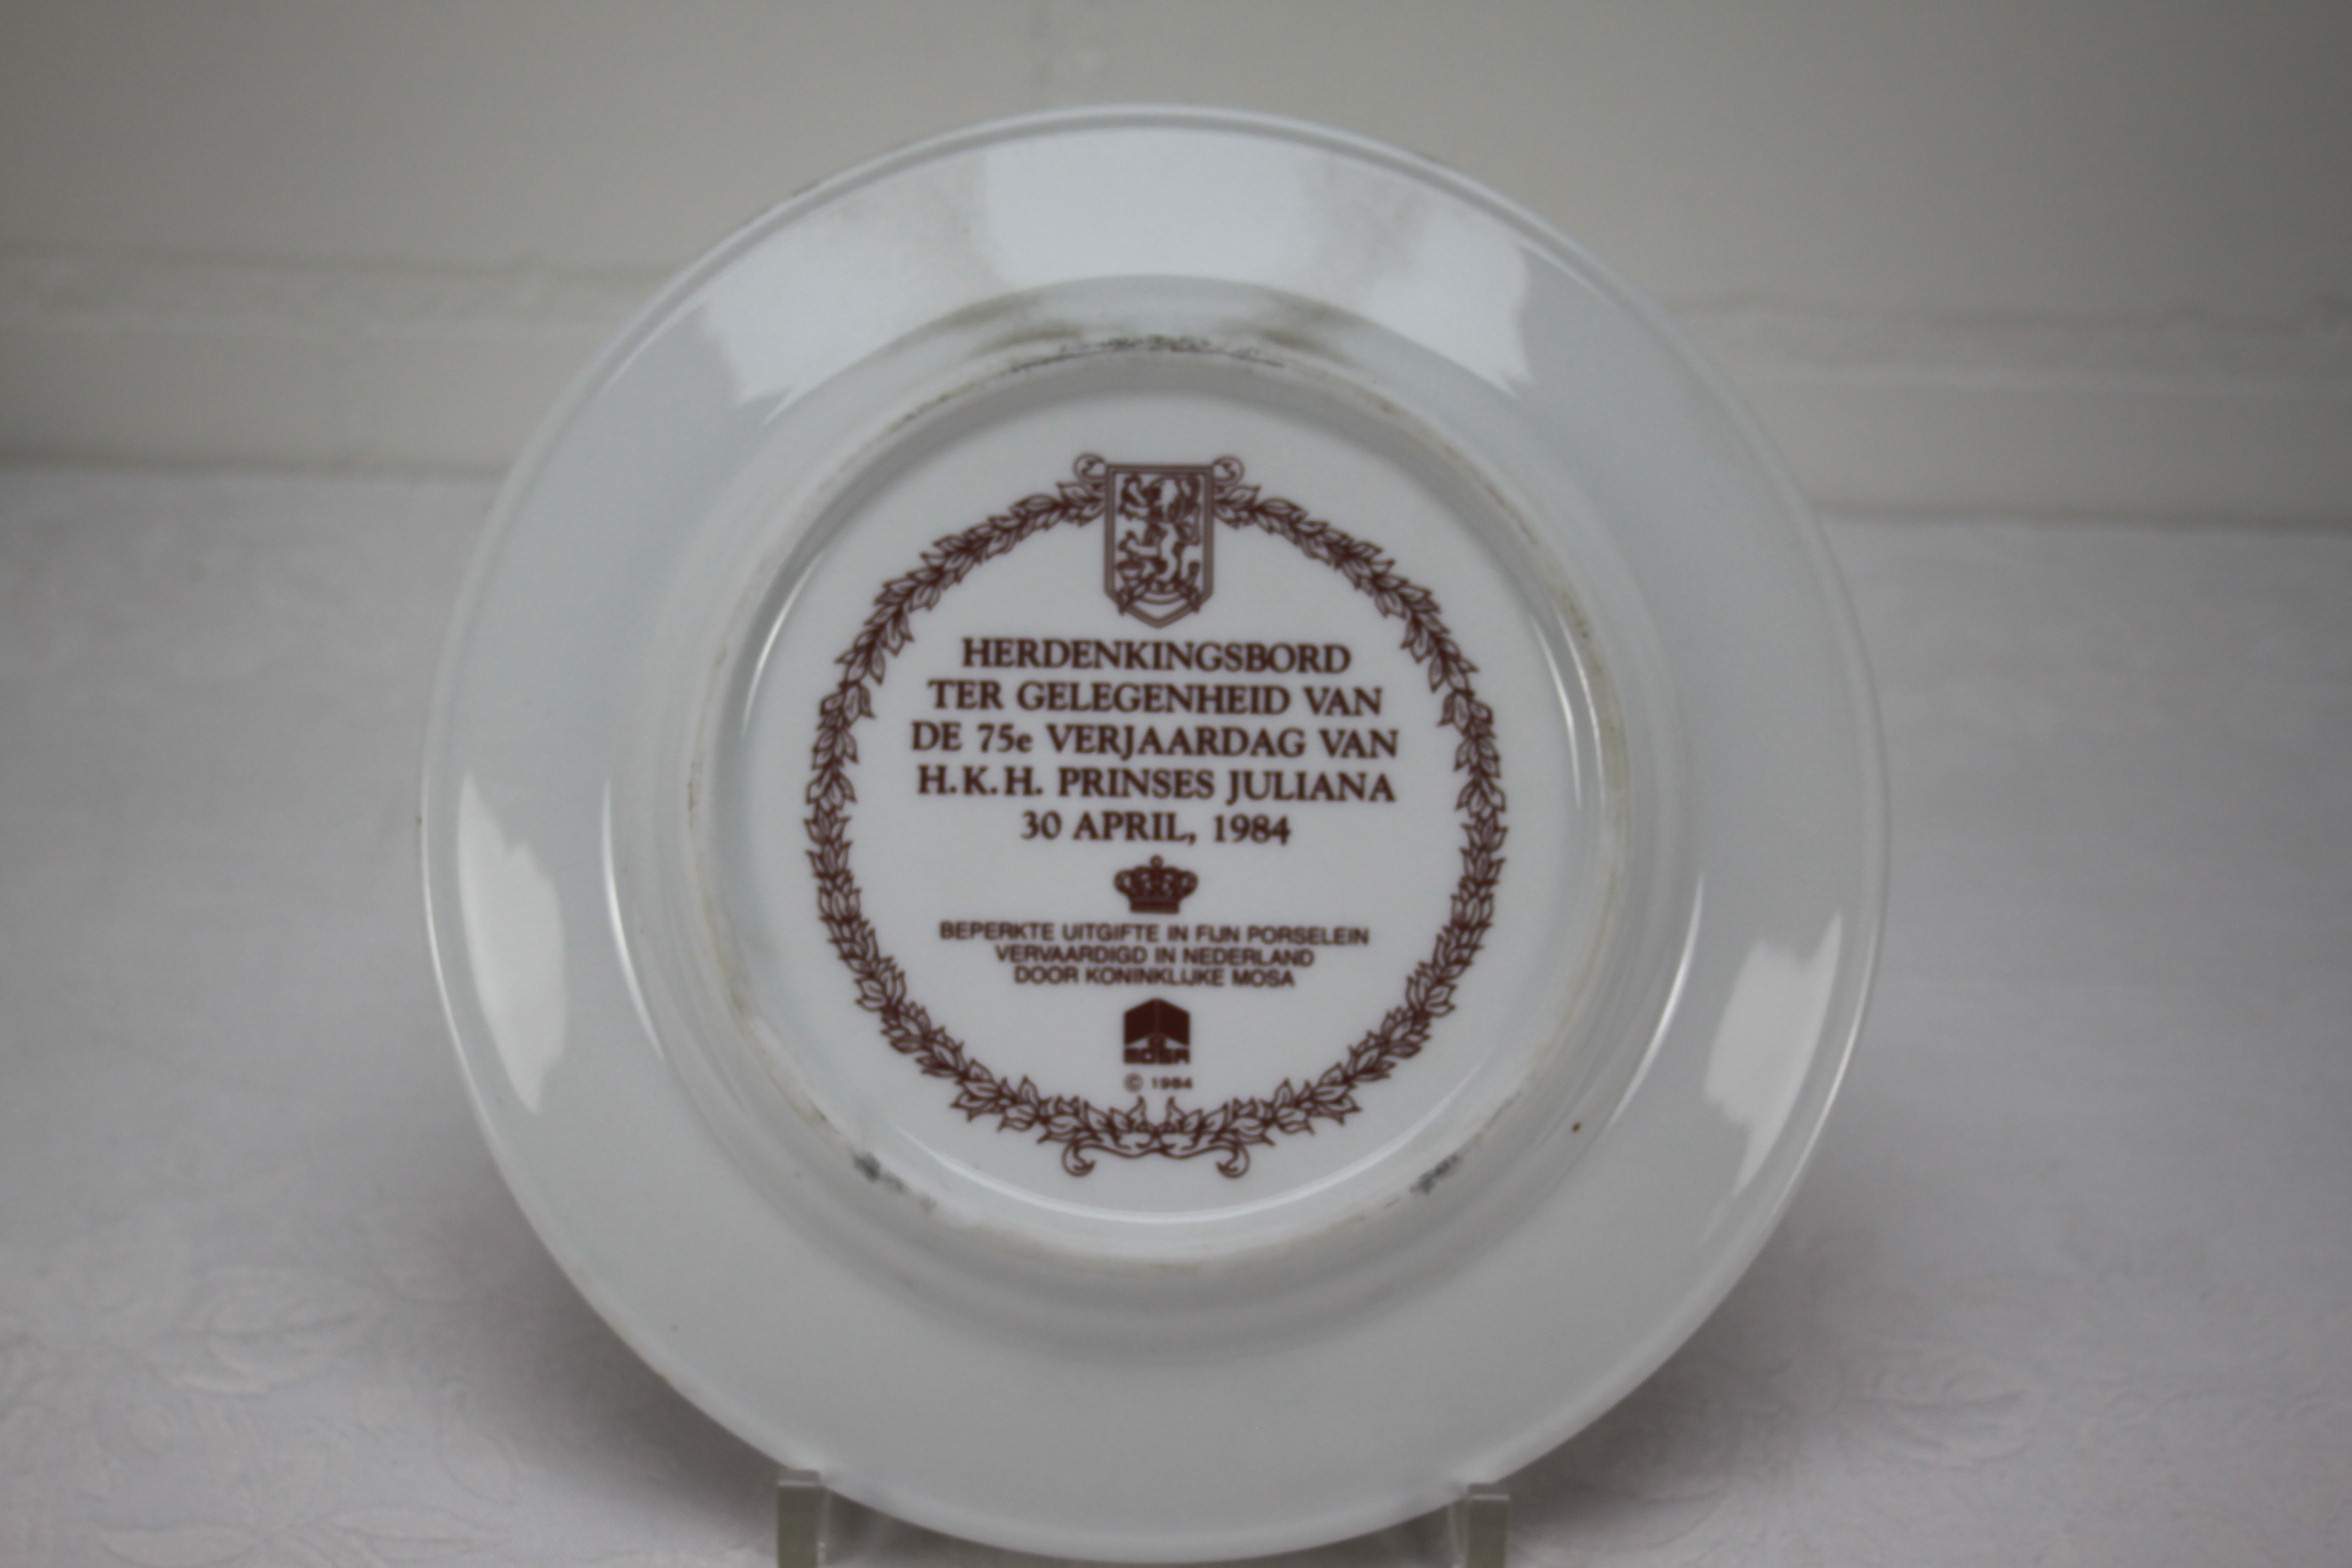 HERDENKINGSBORD
TER GELEGENHEID VAN
DE 75e VERJAARDAG VAN
H.K.H. PRINSES JULIANA
30 APRIL, 1984
BEPERKTE UITGIFTE IN FIJN PORSELEIN
VERVAARDIGD IN NEDERLAND
DOOR KONINKLIJKE MOSA
© 1984